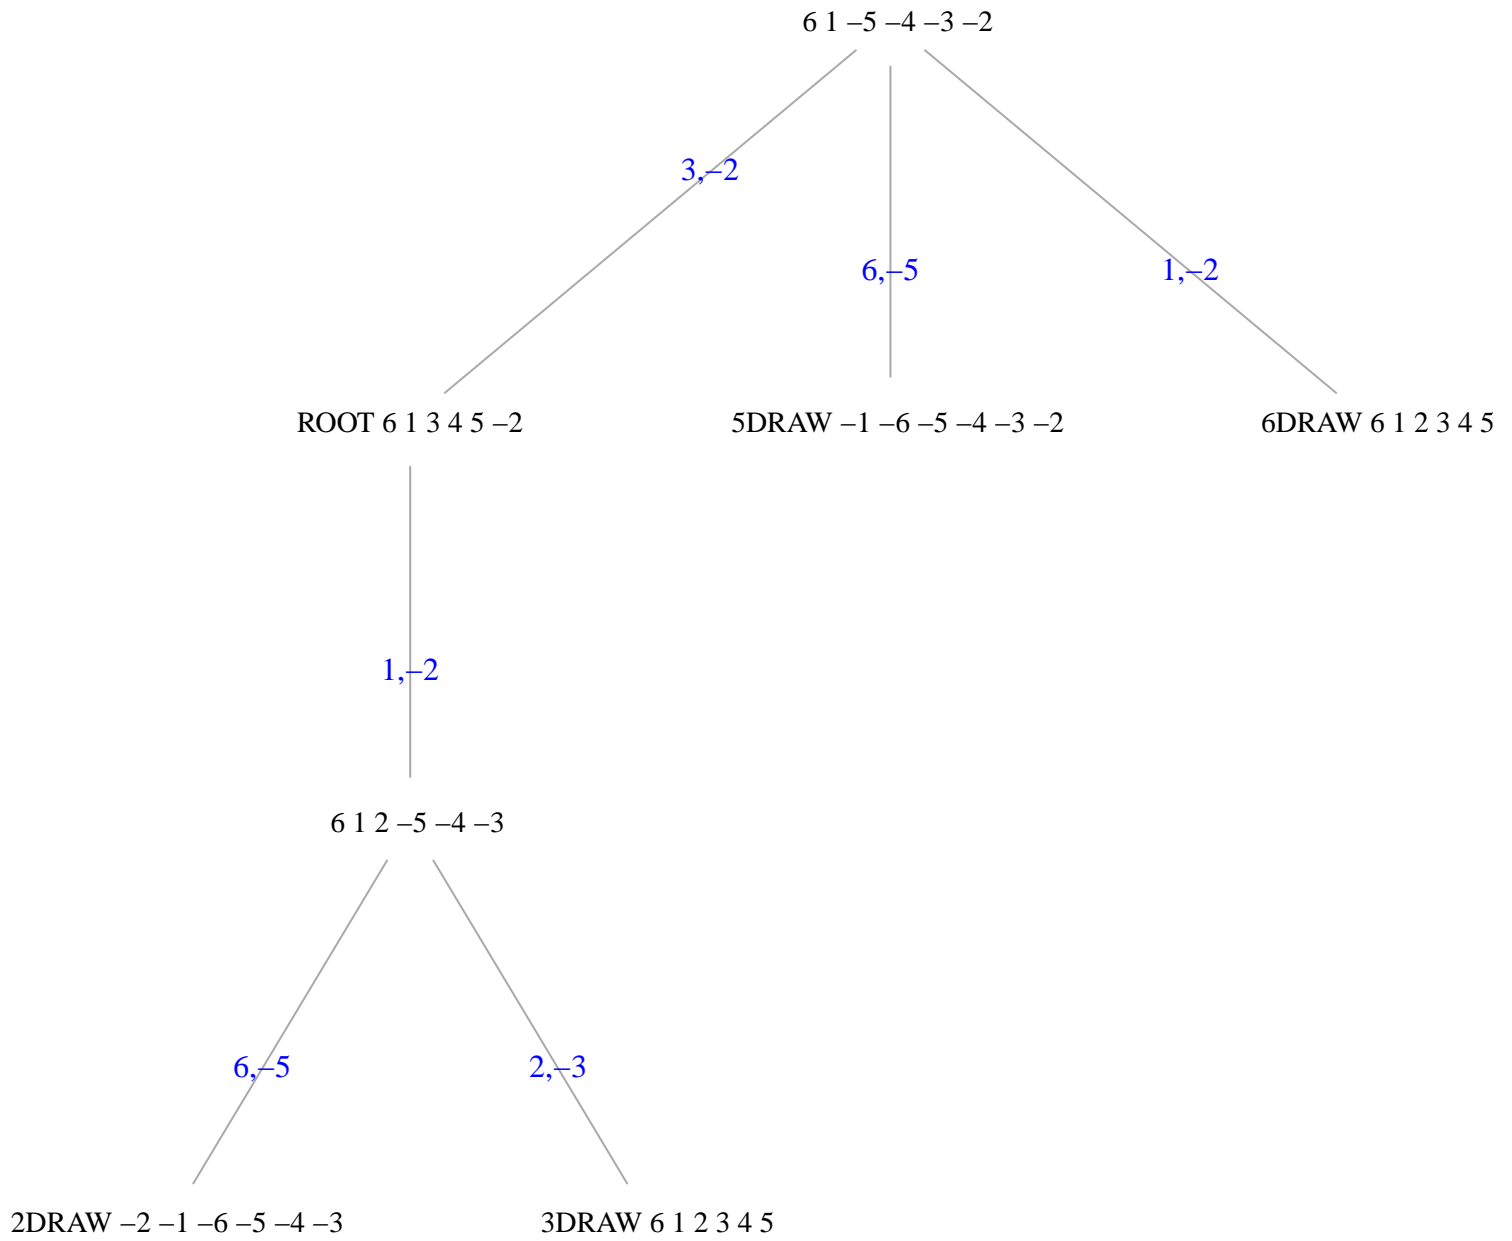 6 1 –5 –4 –3 –2
3,–2
6,–5
1,–2
ROOT 6 1 3 4 5 –2
5DRAW –1 –6 –5 –4 –3 –2
6DRAW 6 1 2 3 4 5
1,–2
6 1 2 –5 –4 –3
6,–5
2,–3
2DRAW –2 –1 –6 –5 –4 –3
3DRAW 6 1 2 3 4 5